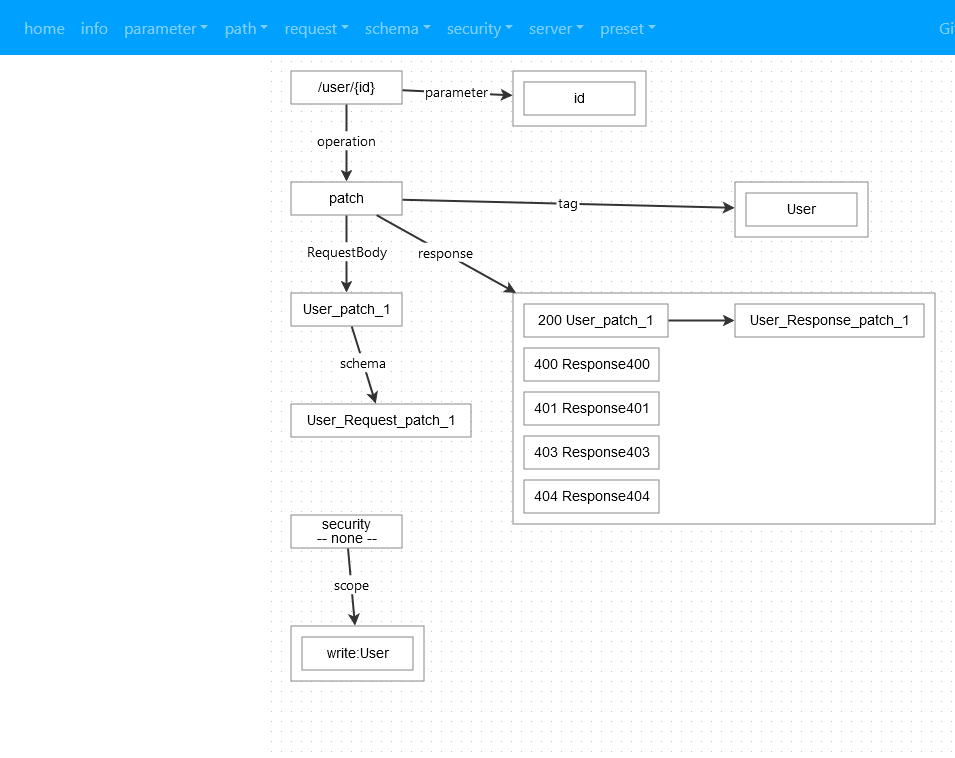 home info parameter path request schema security server preset Gi
/user/{id}
parameter
id
operation
patch
tag
User
RequestBody
response
User_patch_1
200 User_patch_1
User_Response_patch_1
schema
400 Response400
User_Request_patch_1
401 Response401
403 Response403
404 Response404
security
-- none --
scope
write:User